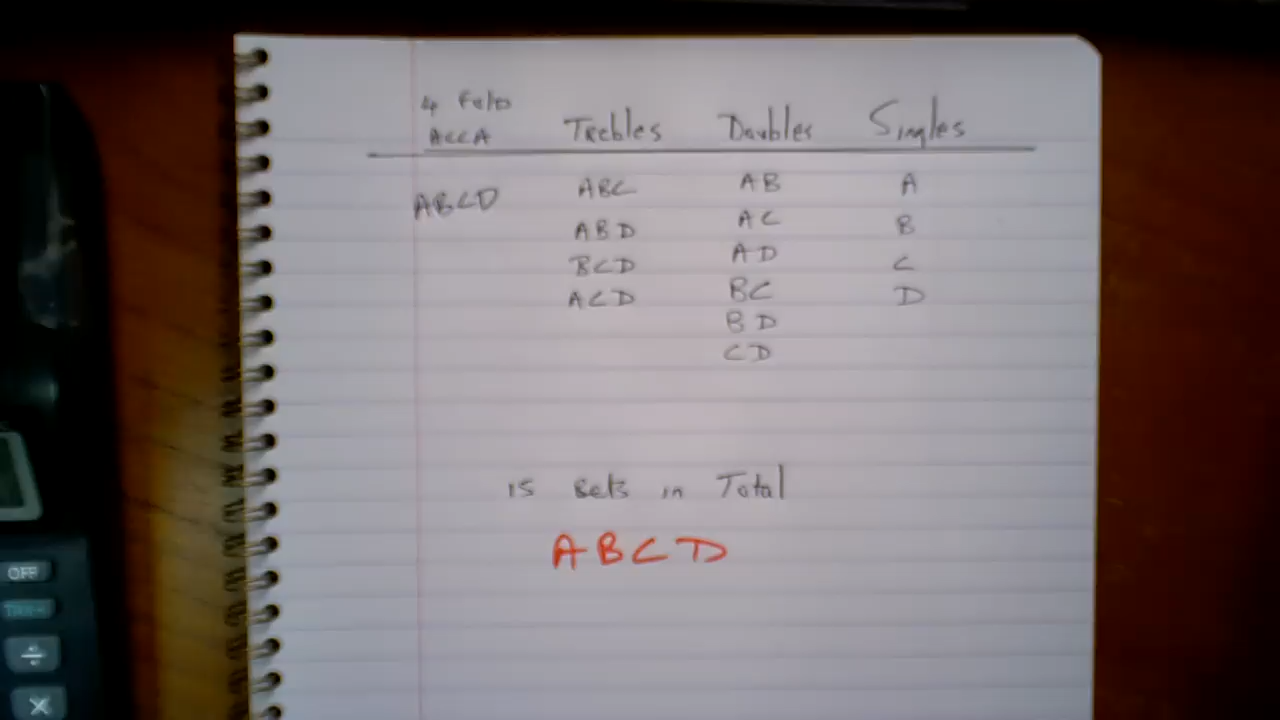 4 Fold
ACCA Trebles Doubles Singles
ABCD ABC AB A
ABD AC B
BCD AD C
ACD BC D
BD
CD
15 Bets in Total
ABCD
OFF
÷
×